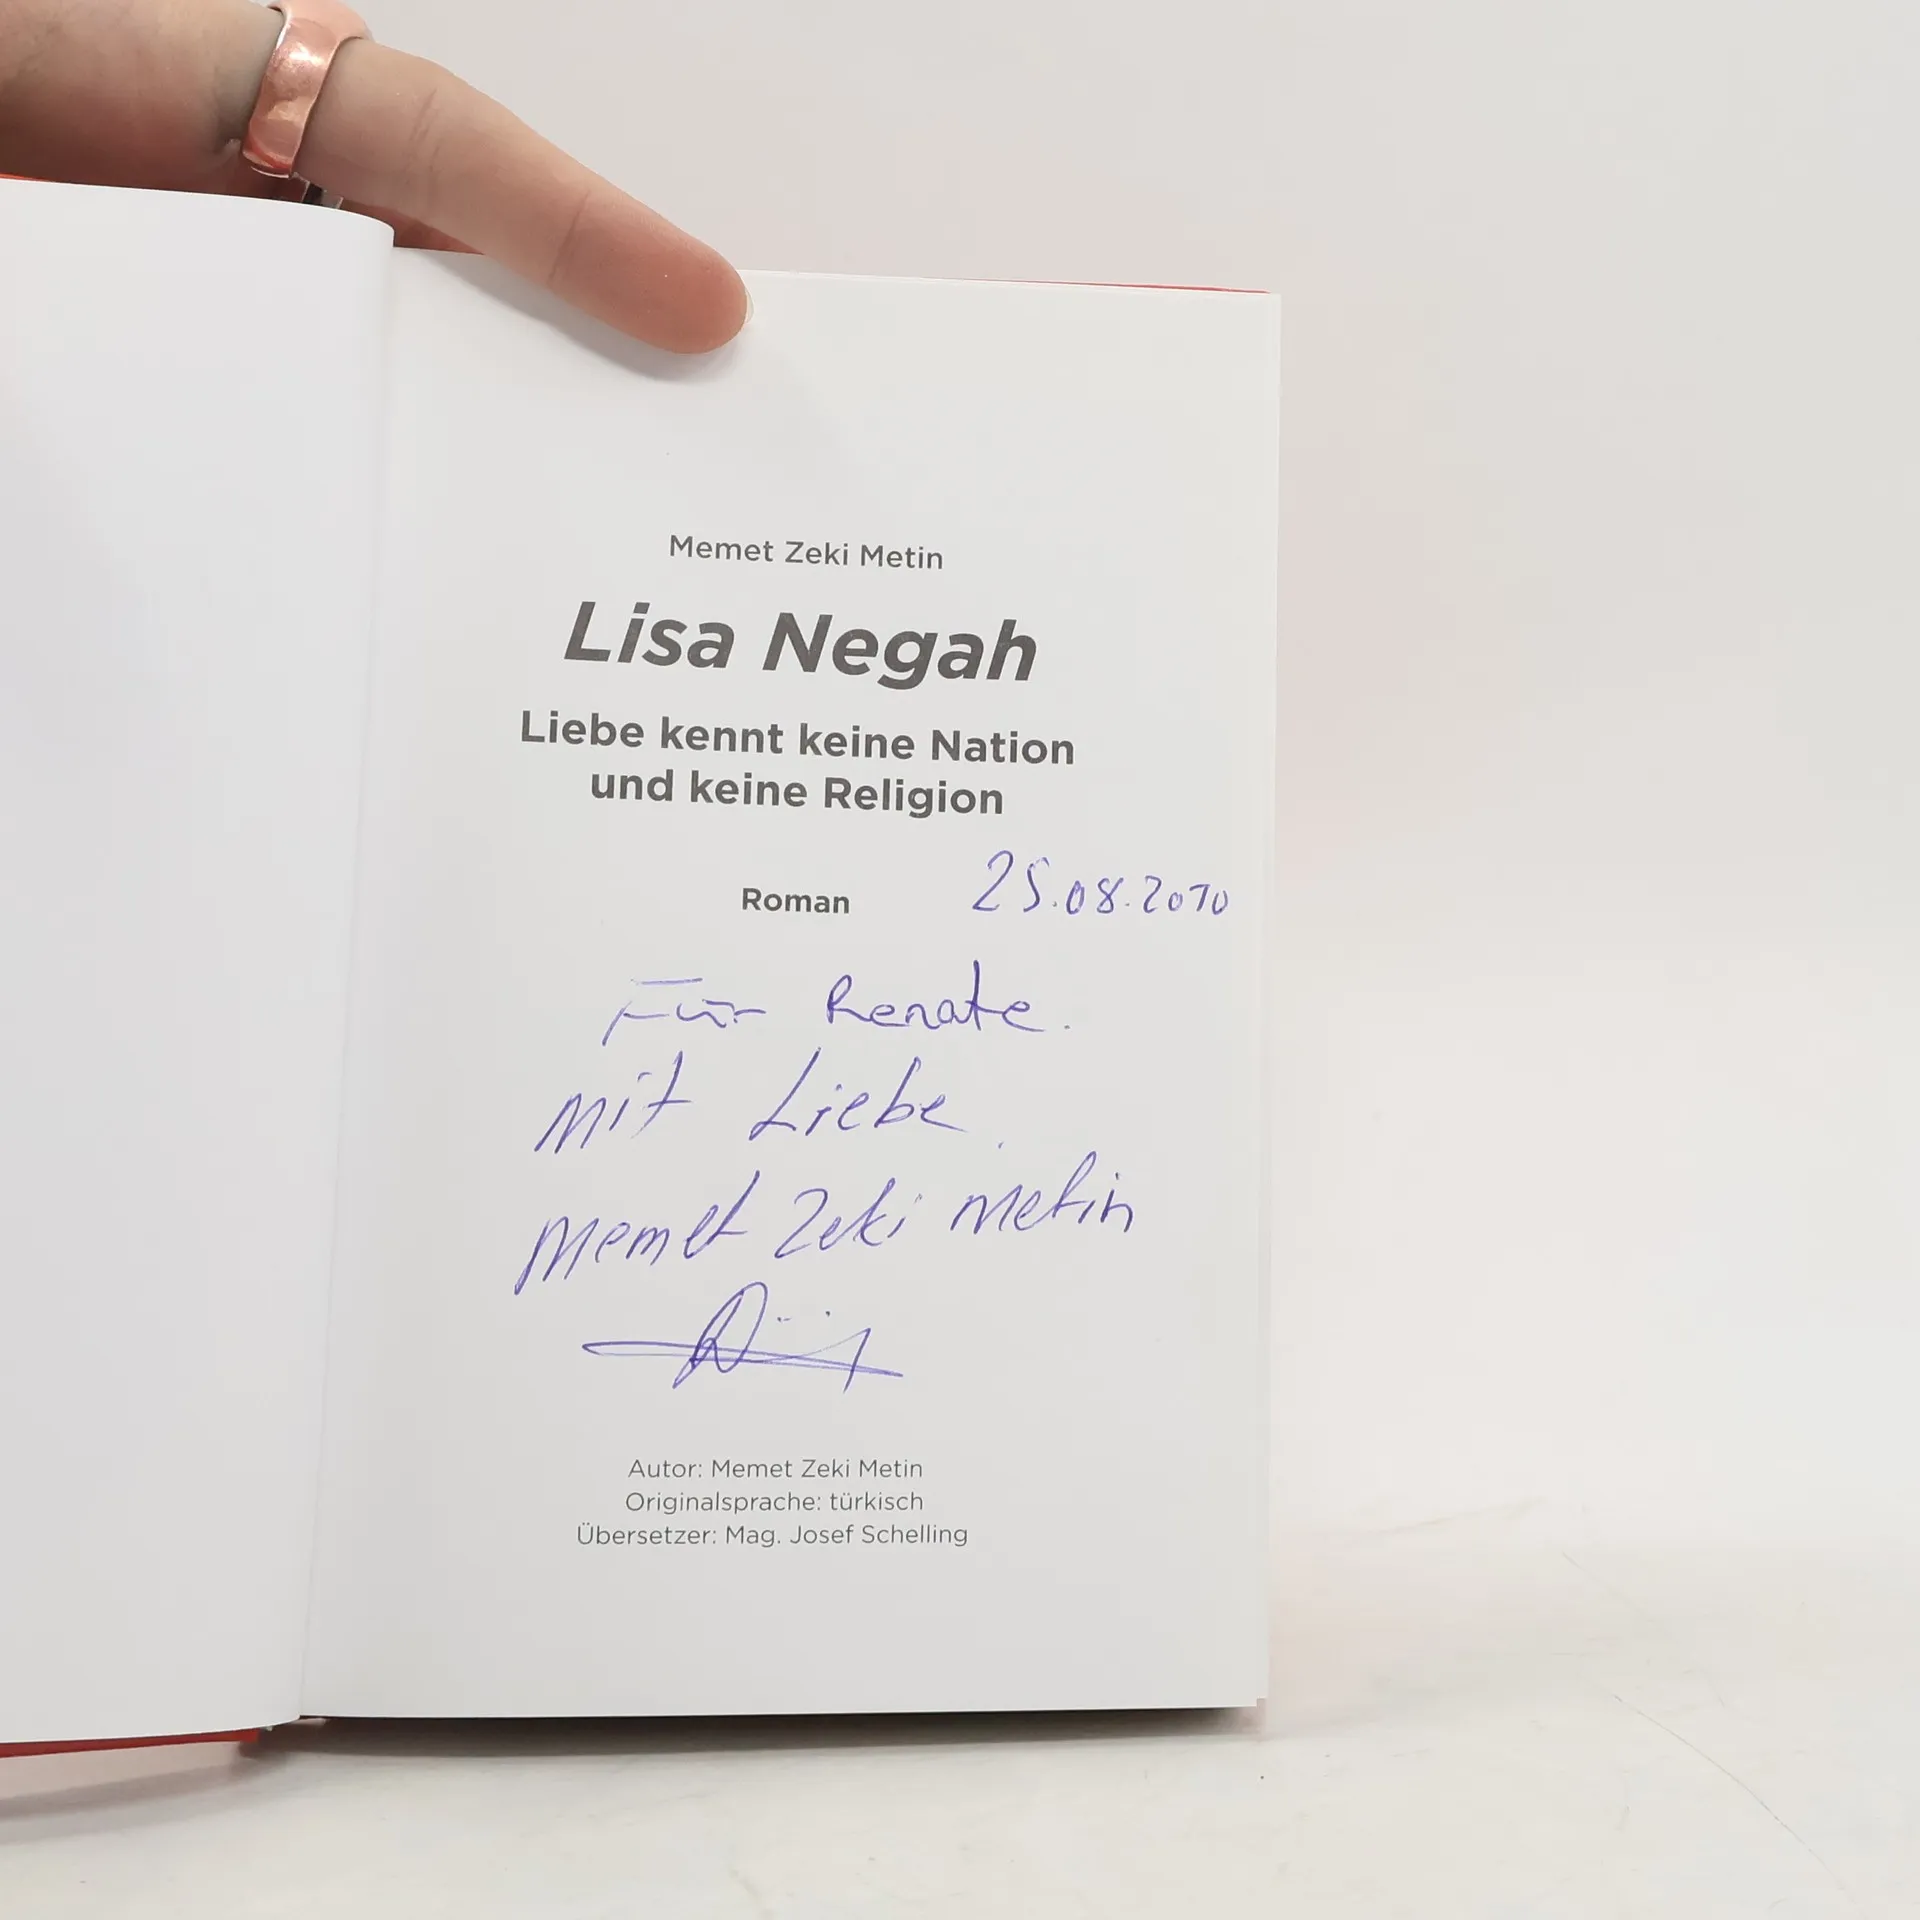 Memet Zeki Metin
Lisa Negah
Liebe kennt keine Nation
und keine Religion
Roman
25.08.2010
Für Renate.
mit Liebe.
Memet Zeki Metin
Autor: Memet Zeki Metin
Originalsprache: türkisch
Übersetzer: Mag. Josef Schelling